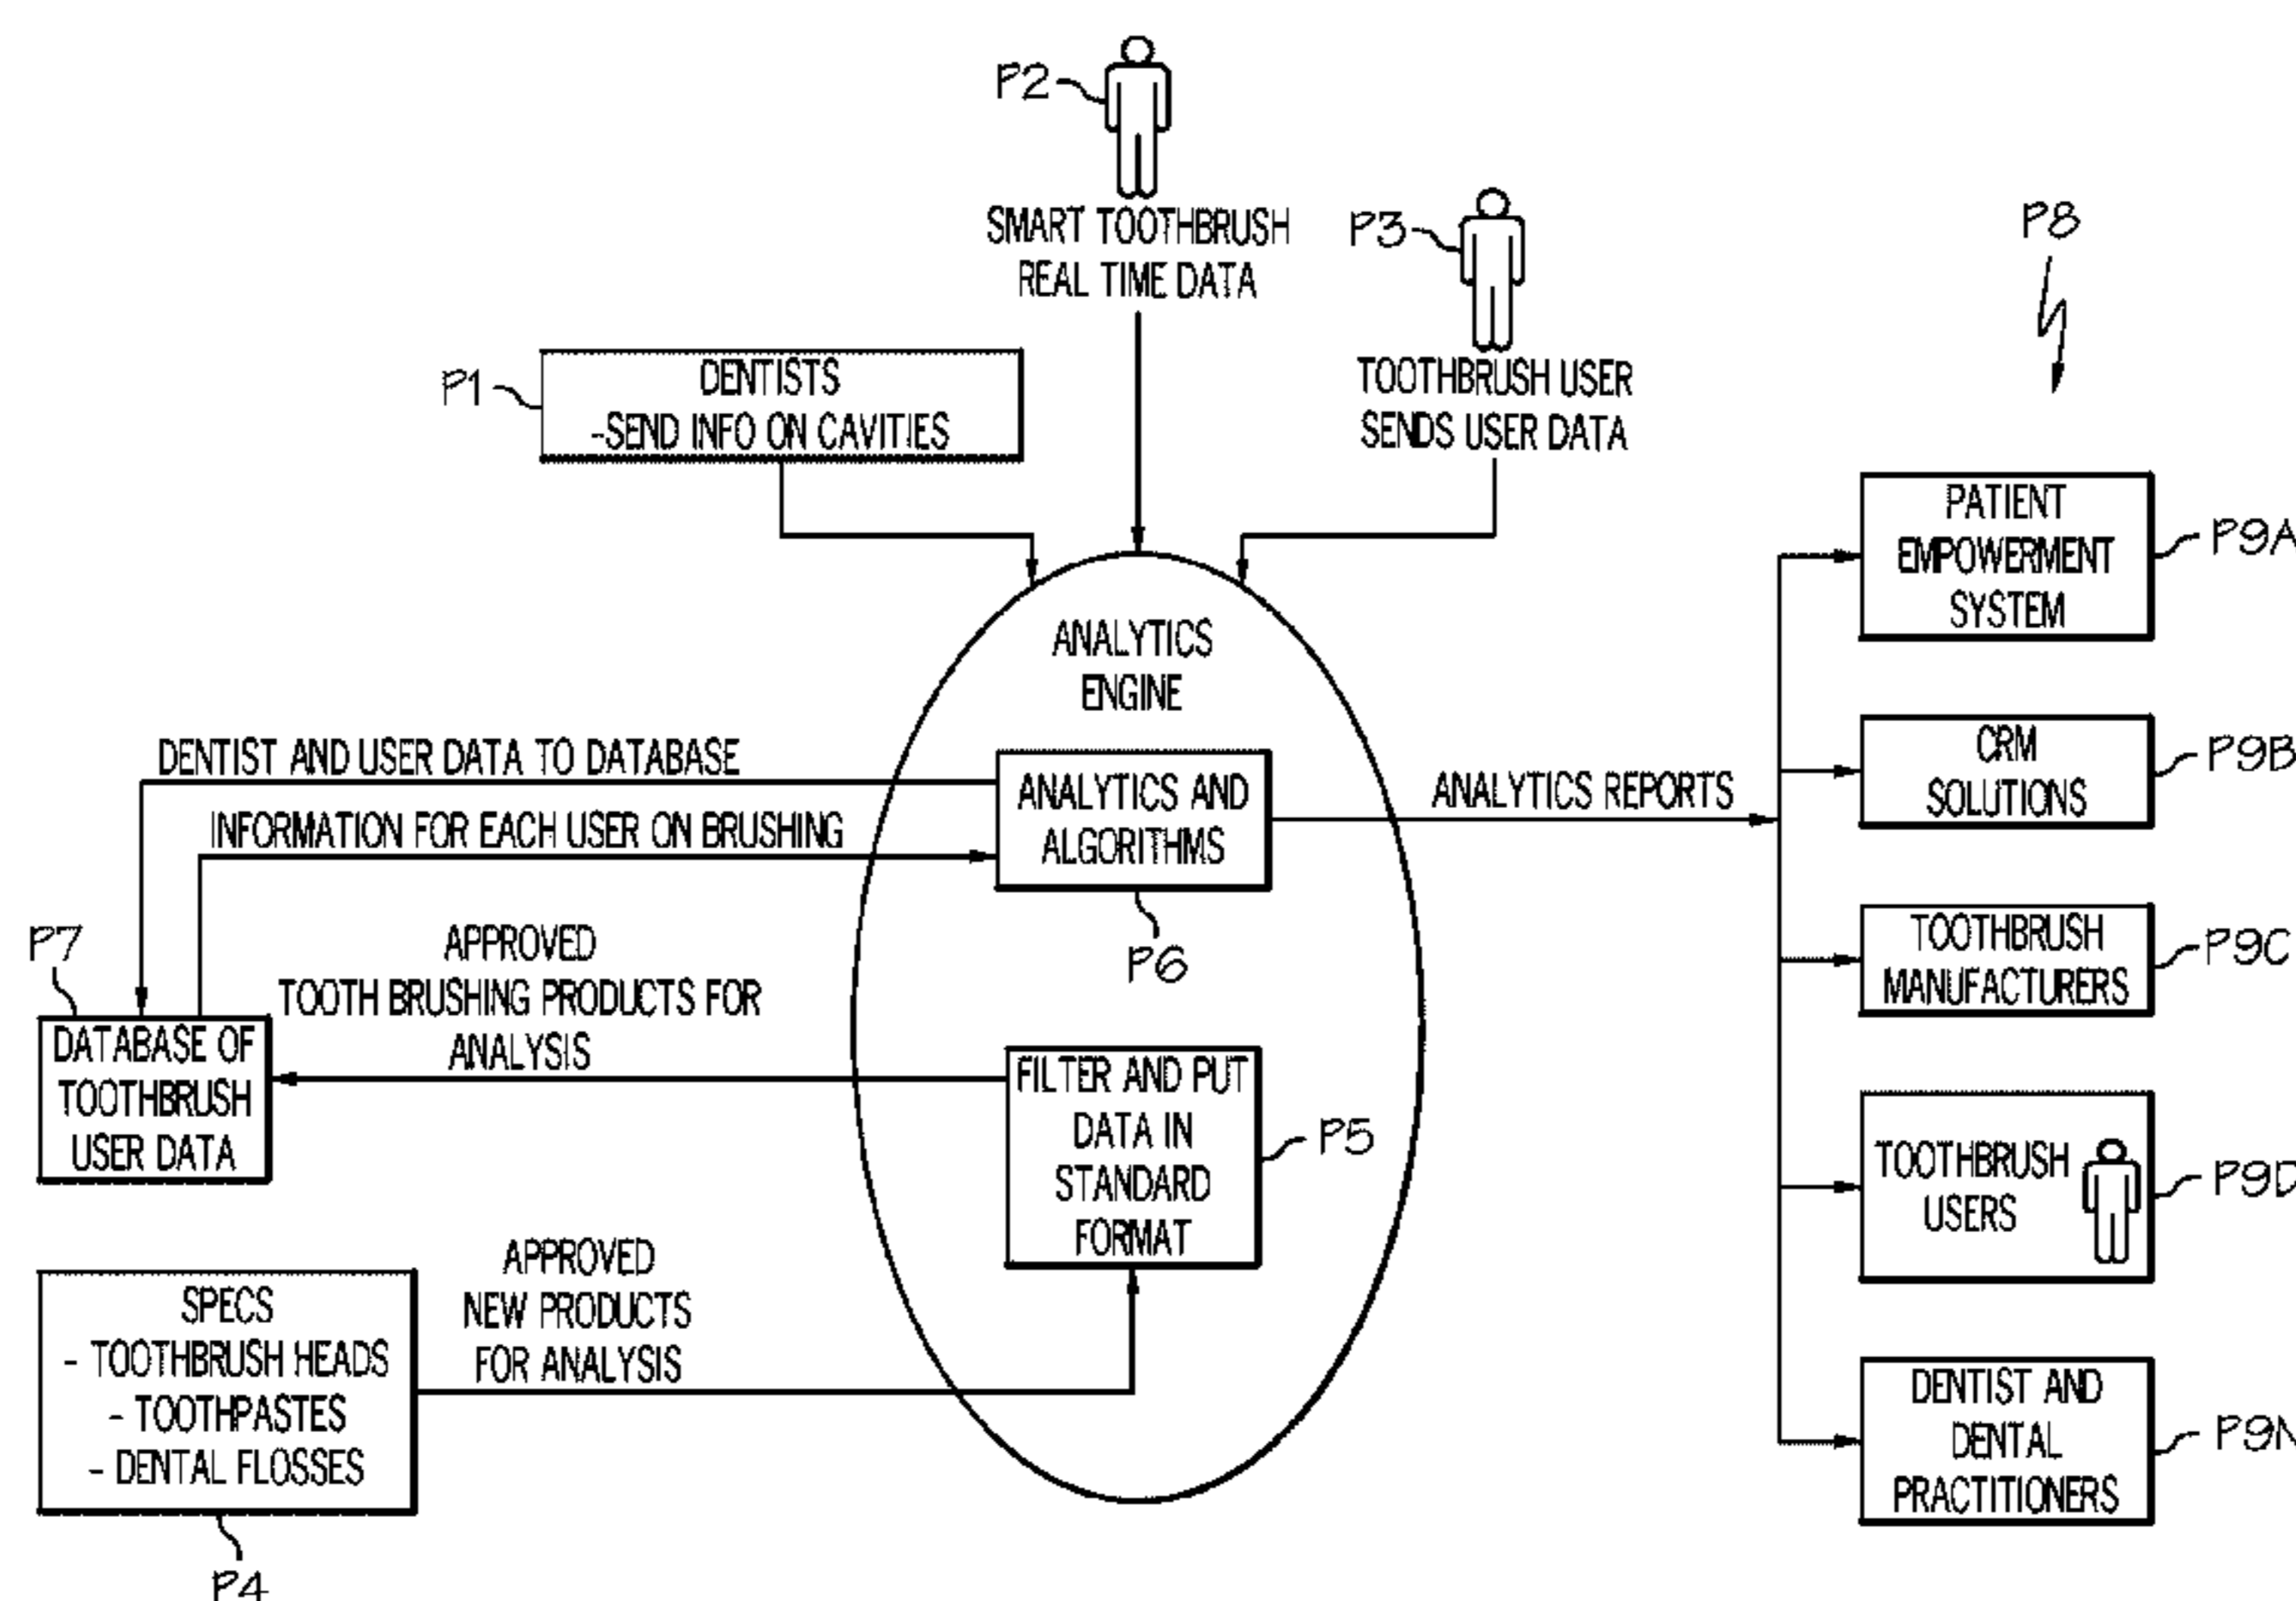 P2
SMART TOOTHBRUSH
REAL TIME DATA
P3
TOOTHBRUSH USER
SENDS USER DATA
P8
P1
DENTISTS
-SEND INFO ON CAVITIES
PATIENT
EMPOWERMENT
SYSTEM
P9A
ANALYTICS
ENGINE
DENTIST AND USER DATA TO DATABASE
INFORMATION FOR EACH USER ON BRUSHING
ANALYTICS AND
ALGORITHMS
P6
ANALYTICS REPORTS
CRM
SOLUTIONS
P9B
TOOTHBRUSH
MANUFACTURERS
P9C
P7
APPROVED
TOOTH BRUSHING PRODUCTS FOR
ANALYSIS
DATABASE OF
TOOTHBRUSH
USER DATA
FILTER AND PUT
DATA IN
STANDARD
FORMAT
P5
TOOTHBRUSH
USERS
P9D
SPECS
- TOOTHBRUSH HEADS
- TOOTHPASTES
- DENTAL FLOSSES
P4
APPROVED
NEW PRODUCTS
FOR ANALYSIS
DENTIST AND
DENTAL
PRACTITIONERS
P9N